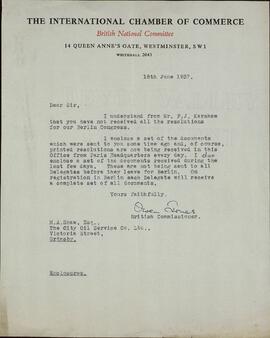 THE INTERNATIONAL CHAMBER OF COMMERCE
British National Committee
14 QUEEN ANNE'S GATE, WESTMINSTER, SW1
WHITEHALL 2043
18th June 1937.
Dear Sir,
I understand from Mr. F.J. Kershaw
that you have not received all the resolutions
for our Berlin Congress.
I enclose a set of the documents
which were sent to you some time ago and, of course,
printed resolutions are now being received in this
Office from Paris Headquarters every day. I also
enclose a set of the documents received during the
last few days. These are not being sent to all
Delegates before they leave for Berlin. On
registration in Berlin each Delegate will receive
a complete set of all documents.
Yours Faithfully,
Owen Jones
British Commissioner.
Shaw, Esq.,
The City Oil Service Co. Ltd.,
Victoria Street,
Grimsby.
Enclosures.